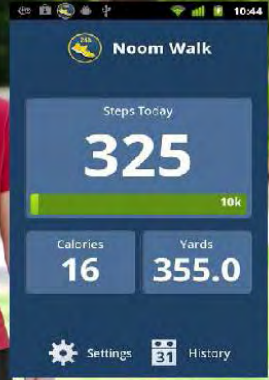 10:44
Noom Walk
Steps Today
325
10k
Calories
16
Yards
355.0
Settings
31
History